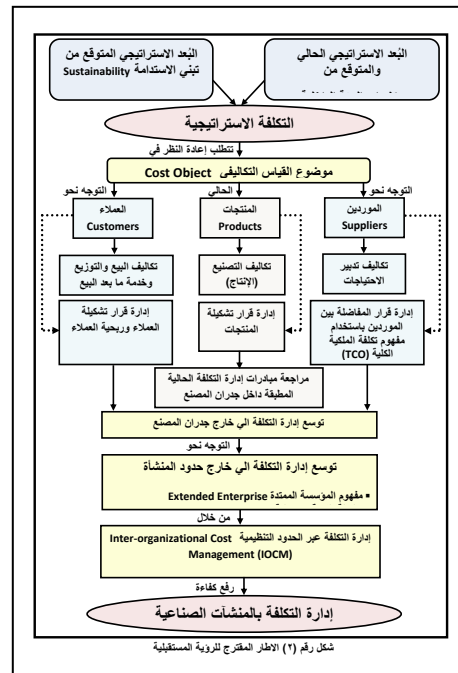 البُعد الاستراتيجي الحالي
والمتوقع من
البُعد الاستراتيجي المتوقع من
تبني الاستدامة Sustainability
التكلفة الاستراتيجية
تتطلب إعادة النظر في
موضوع القياس التكاليفى Cost Object
التوجه نحو
الحالي
التوجه نحو
الموردين
Suppliers
المنتجات
Products
العملاء
Customers
تكاليف تدبير
الاحتياجات
تكاليف التصنيع
(الإنتاج)
تكاليف البيع والتوزيع
وخدمة ما بعد البيع
إدارة قرار المفاضلة بين
الموردين باستخدام
مفهوم تكلفة الملكية
الكلية (TCO)
إدارة قرار تشكيلة
المنتجات
إدارة قرار تشكيلة
العملاء وربحية العملاء
مراجعة مبادرات إدارة التكلفة الحالية
المطبقة داخل جدران المصنع
توسع إدارة التكلفة الي خارج جدران المصنع
التوجه نحو
توسع إدارة التكلفة الي خارج حدود المنشأة
▪ مفهوم المؤسسة الممتدة Extended Enterprise
من خلال
إدارة التكلفة عبر الحدود التنظيمية Inter-organizational Cost
Management (IOCM)
رفع كفاءة
إدارة التكلفة بالمنشآت الصناعية
شكل رقم (٢) الاطار المقترح للرؤية المستقبلية